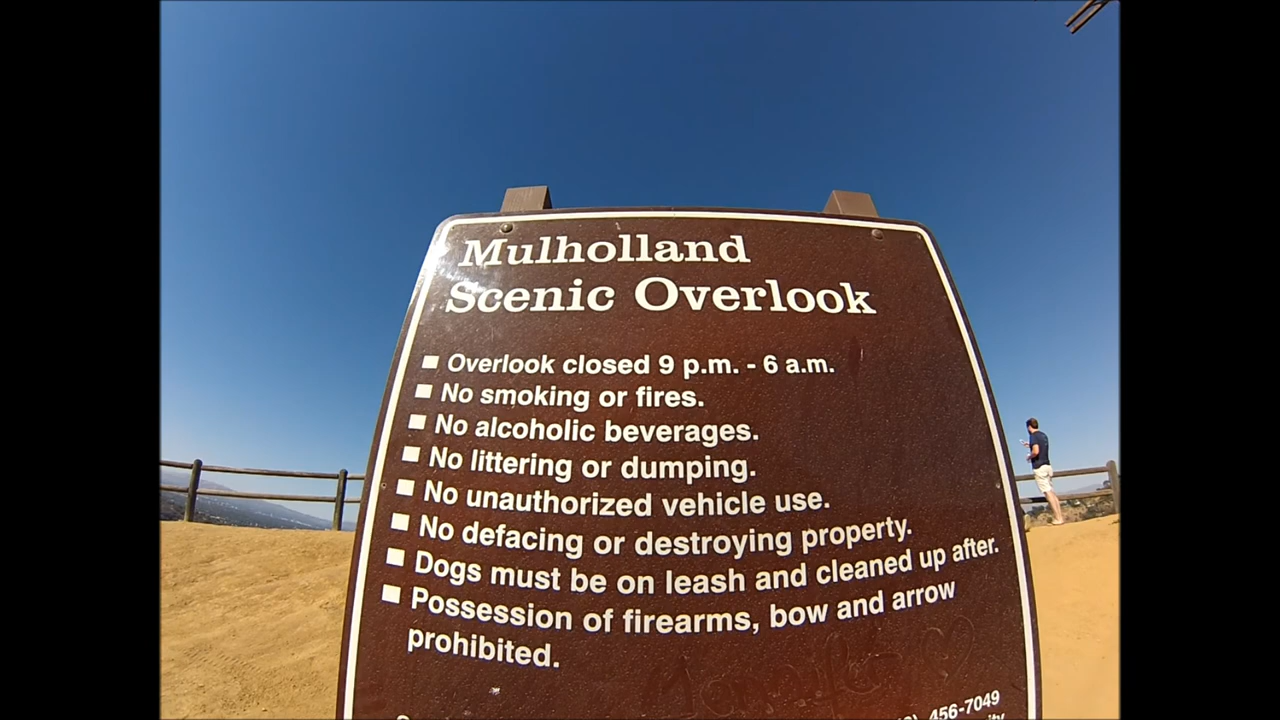 Mulholland
Scenic Overlook
Overlook closed 9 p.m. - 6 a.m.
No smoking or fires.
No alcoholic beverages.
No littering or dumping.
No unauthorized vehicle use.
No defacing or destroying property.
Dogs must be on leash and cleaned up after.
Possession of firearms, bow and arrow
prohibited.
456-7049